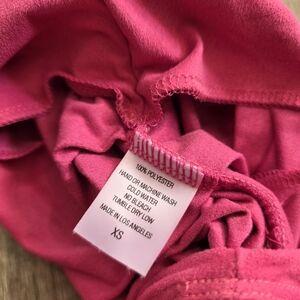 100% POLYESTER
HAND OR MACHINE WASH
COLD WATER
NO BLEACH
TUMBLE DRY LOW
MADE IN LOS ANGELES
XS